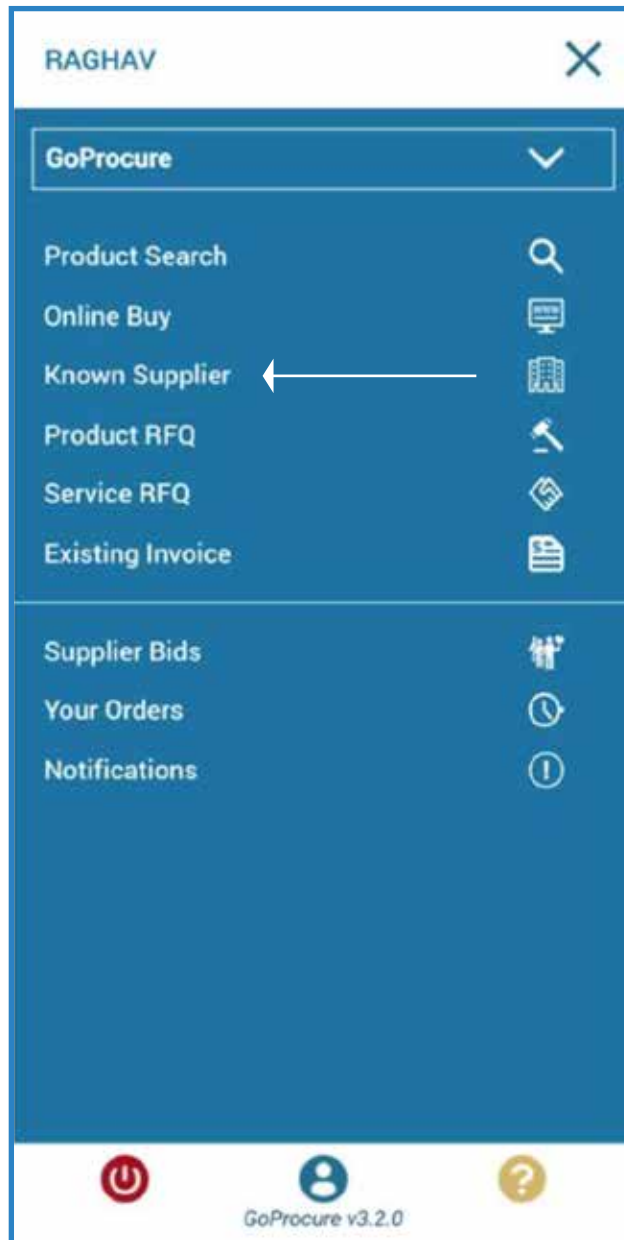 RAGHAV
GoProcure
Product Search
Online Buy
Known Supplier
Product RFQ
Service RFQ
Existing Invoice
Supplier Bids
Your Orders
Notifications
GoProcure v3.2.0